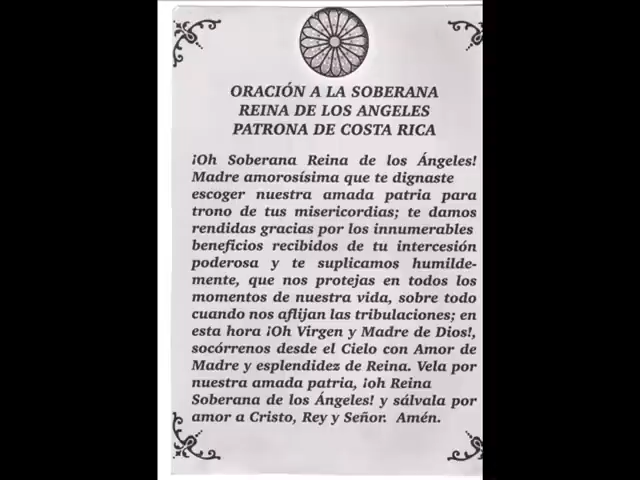 ORACIÓN A LA SOBERANA
REINA DE LOS ANGELES
PATRONA DE COSTA RICA
¡Oh Soberana Reina de los Ángeles!
Madre amorosísima que te dignaste
escoger nuestra amada patria para
trono de tus misericordias; te damos
rendidas gracias por los innumerables
beneficios recibidos de tu intercesión
poderosa y te suplicamos humilde-
mente, que nos protejas en todos los
momentos de nuestra vida, sobre todo
cuando nos aflijan las tribulaciones; en
esta hora ¡Oh Virgen y Madre de Dios!,
socórrenos desde el Cielo con Amor de
Madre y esplendidez de Reina. Vela por
nuestra amada patria, ¡oh Reina
Soberana de los Ángeles! y sálvala por
amor a Cristo, Rey y Señor. Amén.